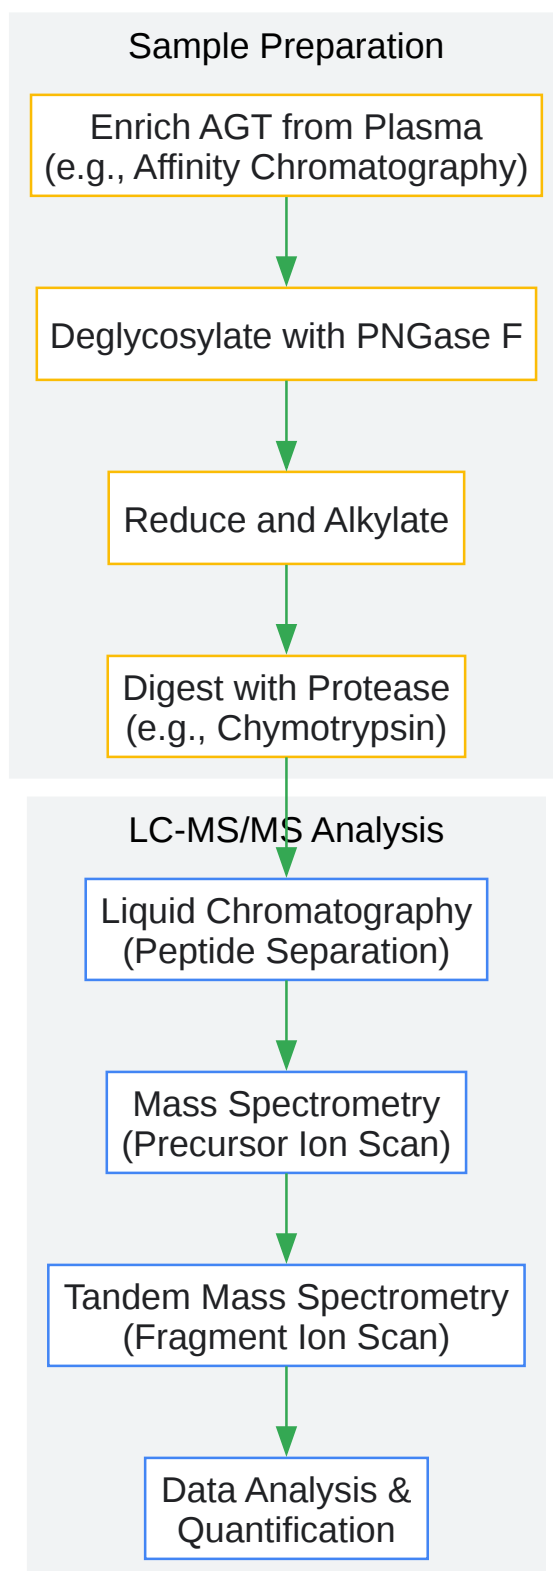 Sample Preparation
Enrich AGT from Plasma
(e.g., Affinity Chromatography)
Deglycosylate with PNGase F
Reduce and Alkylate
Digest with Protease
(e.g., Chymotrypsin)
LC-MS/MS Analysis
Liquid Chromatography
(Peptide Separation)
Mass Spectrometry
(Precursor Ion Scan)
Tandem Mass Spectrometry
(Fragment Ion Scan)
Data Analysis &
Quantification